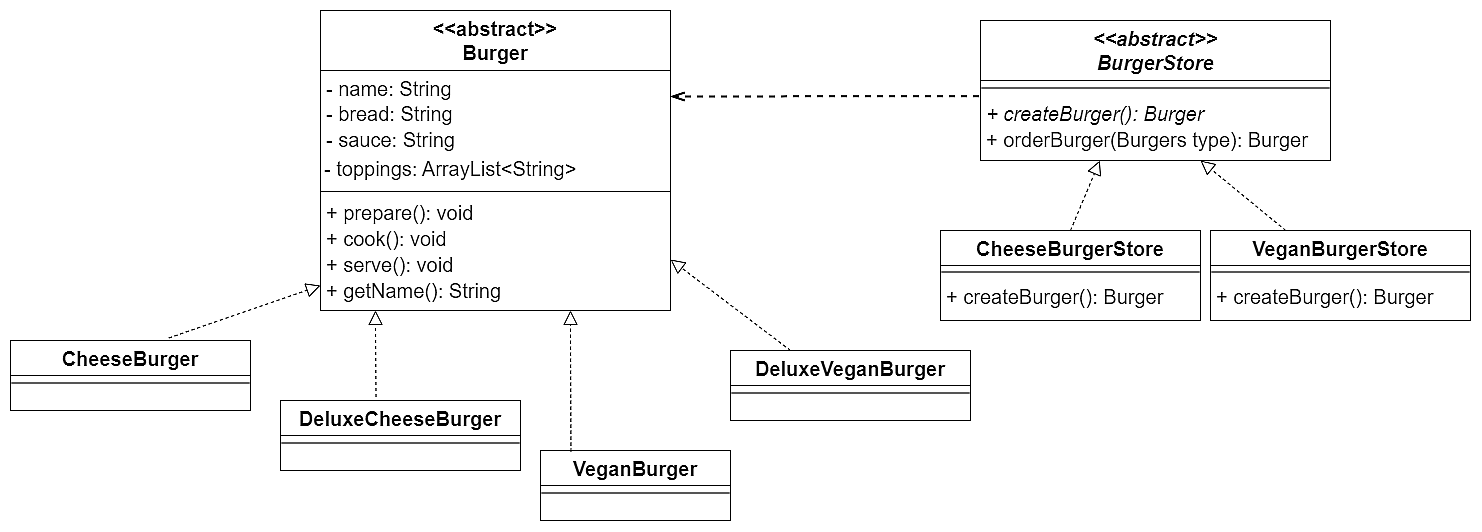 <<abstract>>
Burger
- name: String
- bread: String
- sauce: String
- toppings: ArrayList<String>
+ prepare(): void
+ cook(): void
+ serve(): void
+ getName(): String
<<abstract>>
BurgerStore
+ createBurger(): Burger
+ orderBurger(Burgers type): Burger
CheeseBurgerStore
+ createBurger(): Burger
VeganBurgerStore
+ createBurger(): Burger
CheeseBurger
DeluxeCheeseBurger
VeganBurger
DeluxeVeganBurger